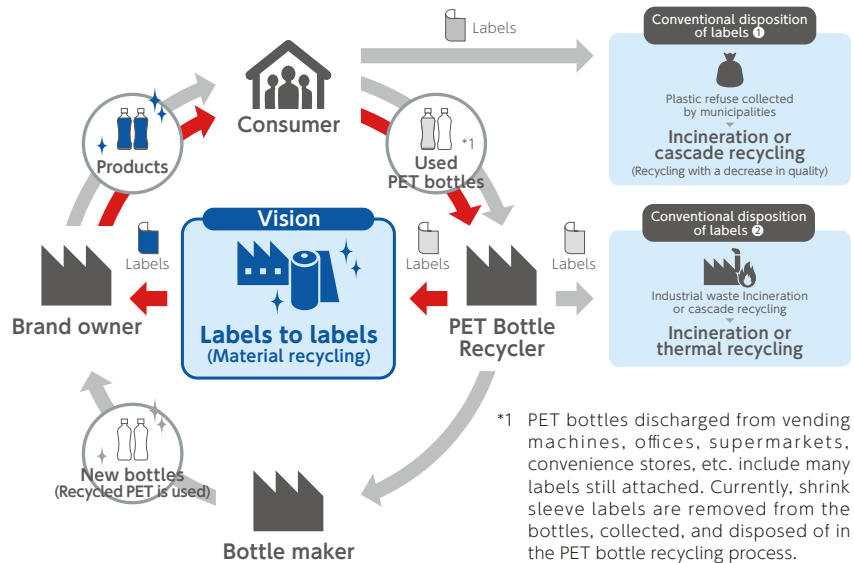 Labels
Conventional disposition
of labels ❶
Plastic refuse collected
by municipalities
Incineration or
cascade recycling
(Recycling with a decrease in quality)
Consumer
Products
*1
Used
PET bottles
Vision
Labels to labels
(Material recycling)
Labels
Labels
Labels
Brand owner
PET Bottle
Recycler
Conventional disposition
of labels ❷
Industrial waste Incineration
or cascade recycling
Incineration or
thermal recycling
New bottles
(Recycled PET is used)
Bottle maker
*1 PET bottles discharged from vending
machines, offices, supermarkets,
convenience stores, etc. include many
labels still attached. Currently, shrink
sleeve labels are removed from the
bottles, collected, and disposed of in
the PET bottle recycling process.